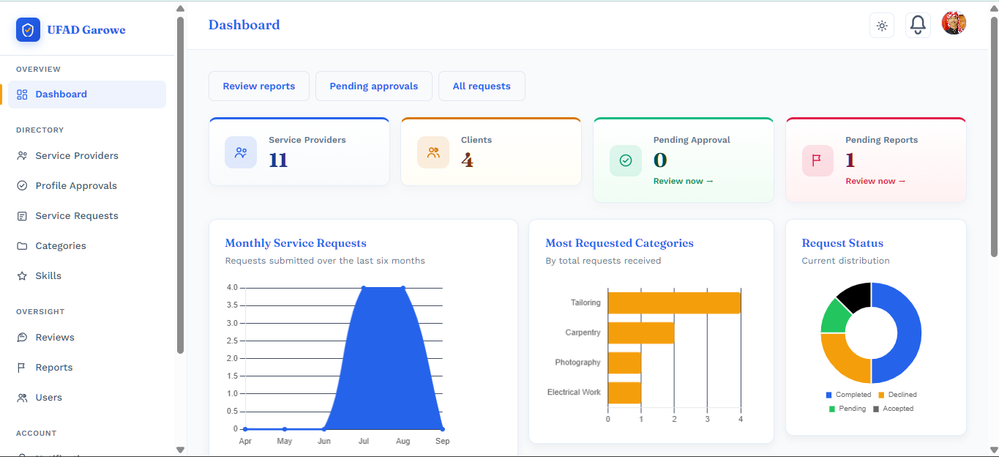 UFAD Garowe
OVERVIEW
Dashboard
DIRECTORY
Service Providers
Profile Approvals
Service Requests
Categories
Skills
OVERSIGHT
Reviews
Reports
Users
ACCOUNT
Dashboard
Review reports
Pending approvals
All requests
Service Providers
11
Clients
4
Pending Approval
0
Review now →
Pending Reports
1
Review now →
Monthly Service Requests
Requests submitted over the last six months
4.0
3.5
3.0
2.5
2.0
1.5
1.0
0.5
0
Apr May Jun Jul Aug Sep
Most Requested Categories
By total requests received
Tailoring
Carpentry
Photography
Electrical Work
0 1 2 3 4
Request Status
Current distribution
Completed Declined
Pending Accepted